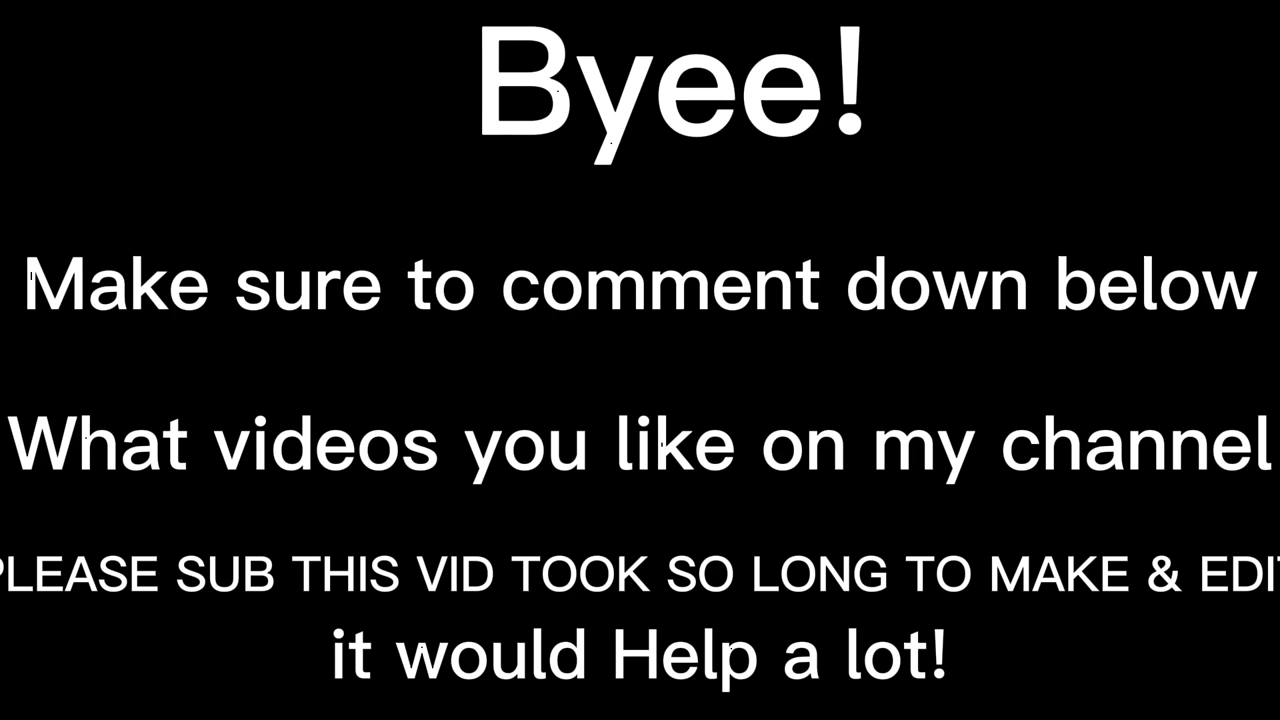 Byee!
Make sure to comment down below
What videos you like on my channel
PLEASE SUB THIS VID TOOK SO LONG TO MAKE & EDIT
it would Help a lot!